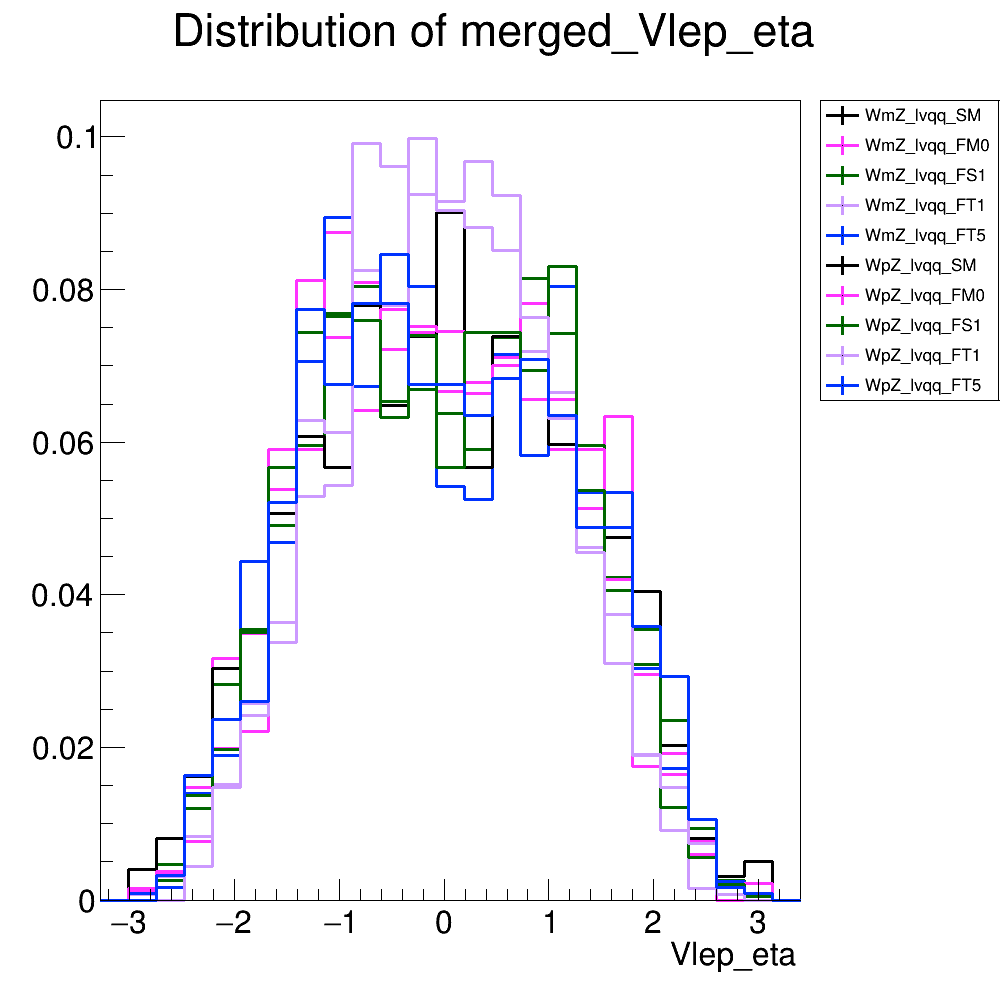 Distribution of merged_Vlep_eta
WmZ_lvqq_SM
WmZ_lvqq_FM0
WmZ_lvqq_FS1
WmZ_lvqq_FT1
WmZ_lvqq_FT5
WpZ_lvqq_SM
WpZ_lvqq_FM0
WpZ_lvqq_FS1
WpZ_lvqq_FT1
WpZ_lvqq_FT5
0.1
0.08
0.06
0.04
0.02
0
−3 −2 −1 0 1 2 3
Vlep_eta